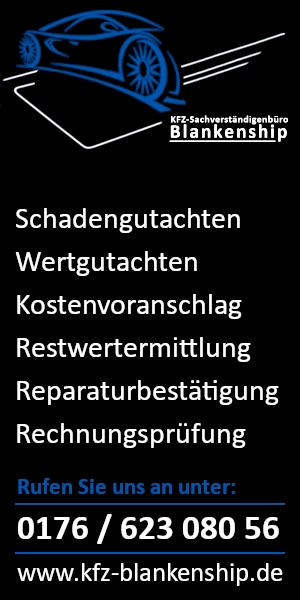 KFZ-Sachverständigenbüro
Blankenship
Schadengutachten
Wertgutachten
Kostenvoranschlag
Restwertermittlung
Reparaturbestätigung
Rechnungsprüfung
Rufen Sie uns an unter:
0176 / 623 080 56
www.kfz-blankenship.de